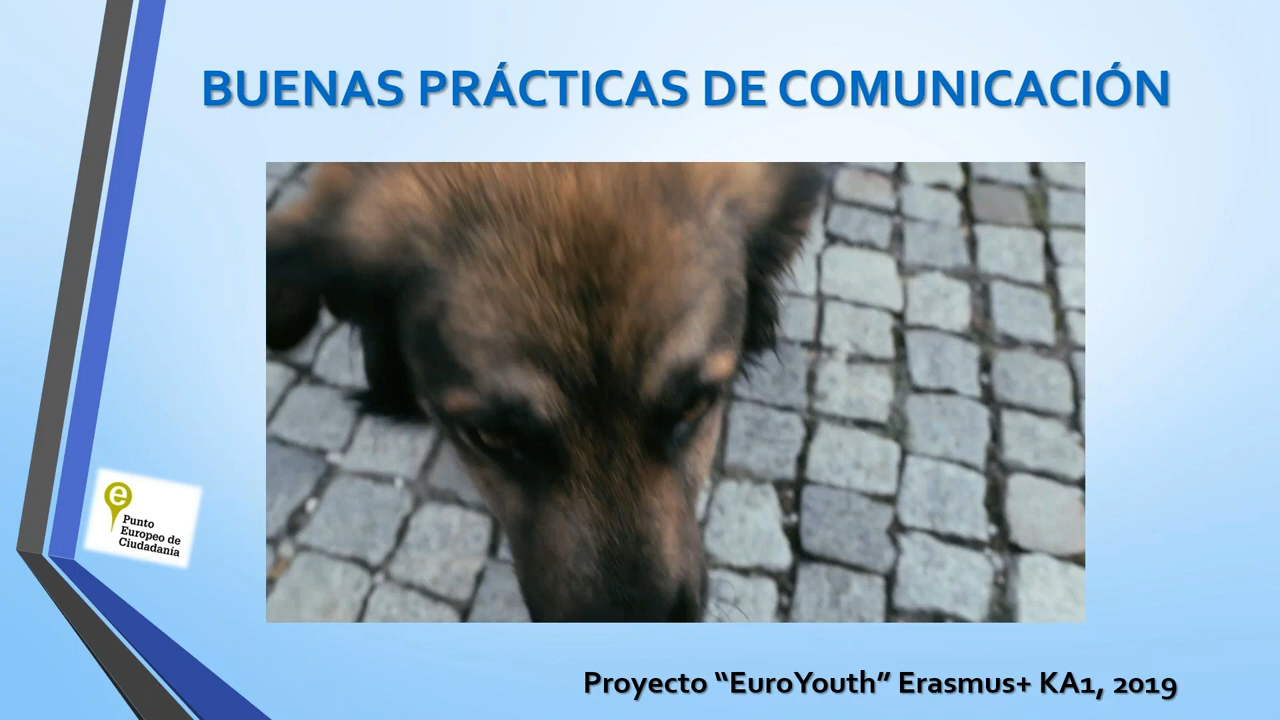 BUENAS PRÁCTICAS DE COMUNICACIÓN
e
Punto
Europeo de
Ciudadanía
Proyecto “EuroYouth” Erasmus+ KA1, 2019